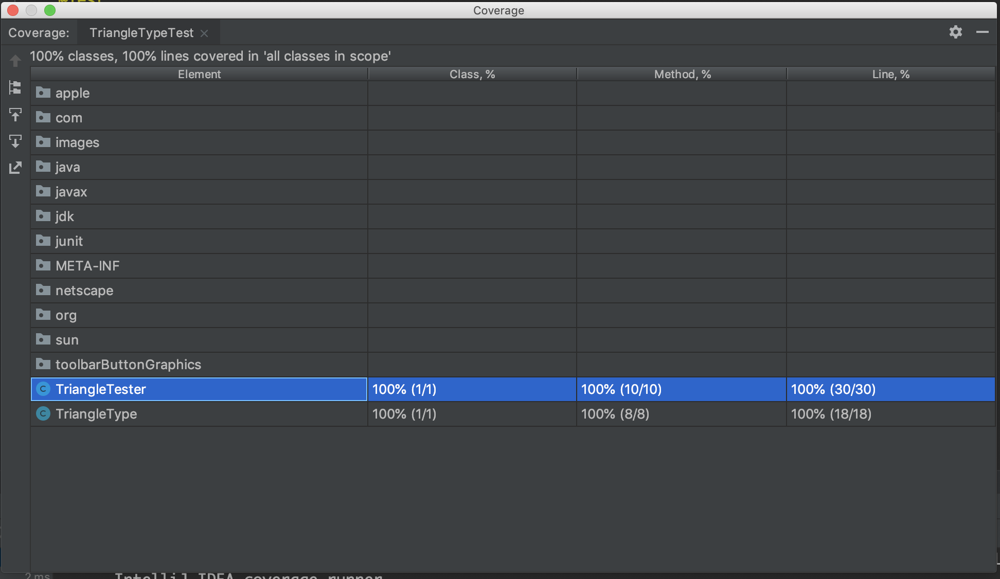 @Test
Coverage
Coverage: TriangleTypeTest
100% classes, 100% lines covered in 'all classes in scope'
Element Class, % Method, % Line, %
apple
com
images
java
javax
jdk
junit
META-INF
netscape
org
sun
toolbarButtonGraphics
C TriangleTester 100% (1/1) 100% (10/10) 100% (30/30)
C TriangleType 100% (1/1) 100% (8/8) 100% (18/18)
2 ms IntelliJ IDEA coverage runner